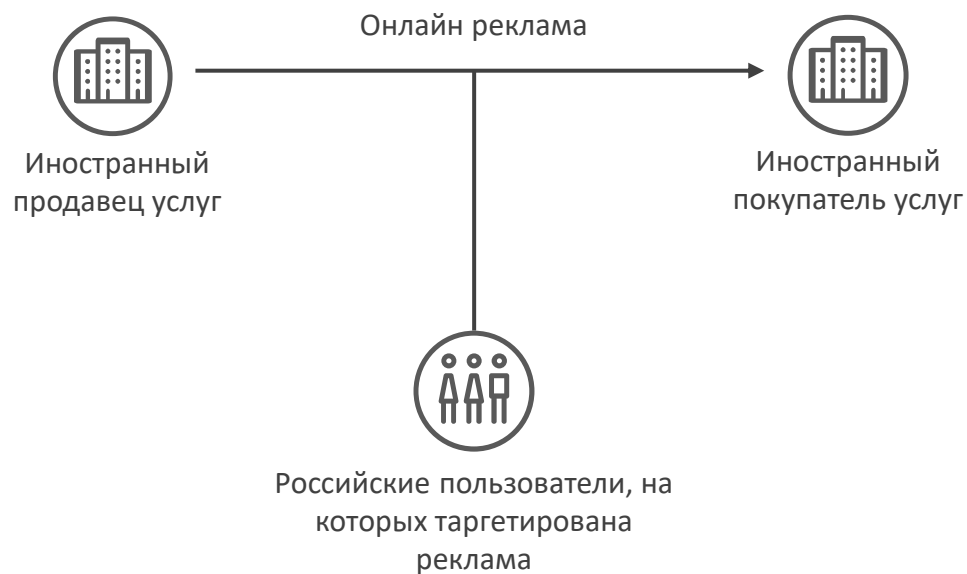 Онлайн реклама
Иностранный
продавец услуг
Иностранный
покупатель услуг
Российские пользователи, на
которых таргетирована
реклама